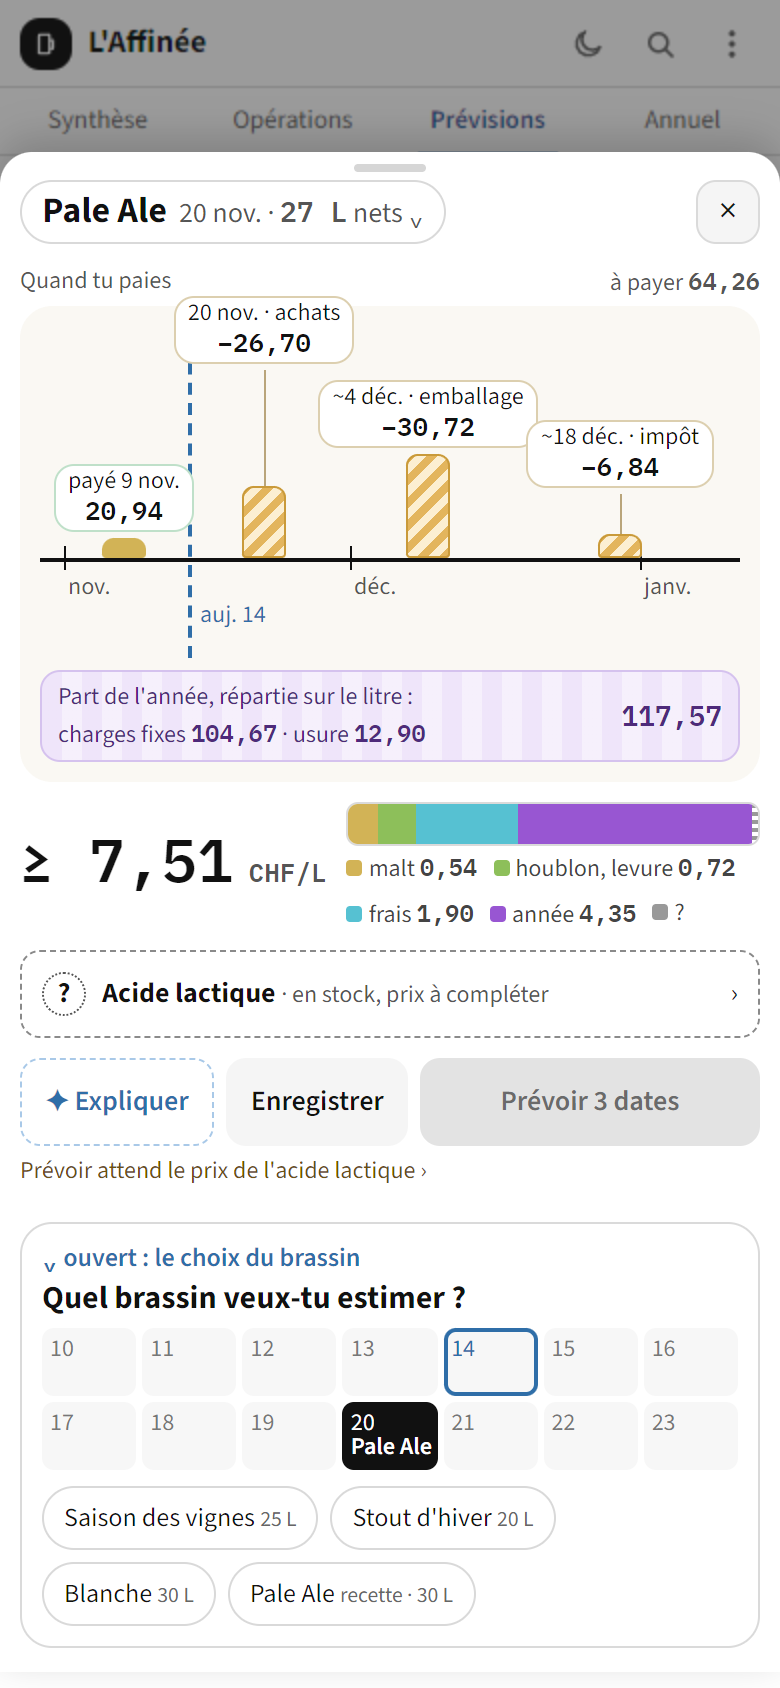 L'Affinée
Synthèse Opérations Prévisions Annuel
Pale Ale 20 nov. · 27 L nets ˬ
×
Quand tu paies
à payer 64,26
20 nov. · achats
−26,70
~4 déc. · emballage
−30,72
~18 déc. · impôt
−6,84
payé 9 nov.
20,94
nov. déc. janv.
auj. 14
Part de l'année, répartie sur le litre :
charges fixes 104,67 · usure 12,90
117,57
≥ 7,51 CHF/L
malt 0,54 houblon, levure 0,72
frais 1,90 année 4,35 ?
? Acide lactique · en stock, prix à compléter ›
✦ Expliquer Enregistrer Prévoir 3 dates
Prévoir attend le prix de l'acide lactique ›
ˬ ouvert : le choix du brassin
Quel brassin veux-tu estimer ?
10 11 12 13 14 15 16
17 18 19 20 21 22 23
Pale Ale
Saison des vignes 25 L Stout d'hiver 20 L
Blanche 30 L Pale Ale recette · 30 L